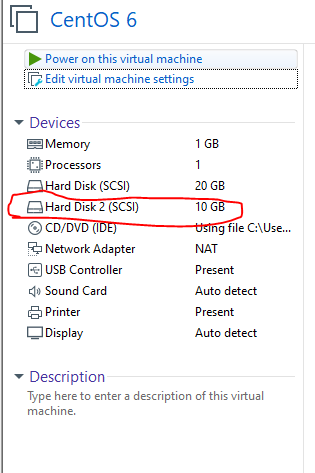 CentOS 6
Power on this virtual machine
Edit virtual machine settings
Devices
Memory 1 GB
Processors 1
Hard Disk (SCSI) 20 GB
Hard Disk 2 (SCSI) 10 GB
CD/DVD (IDE) Using file C:\Use...
Network Adapter NAT
USB Controller Present
Sound Card Auto detect
Printer Present
Display Auto detect
Description
Type here to enter a description of this virtual
machine.